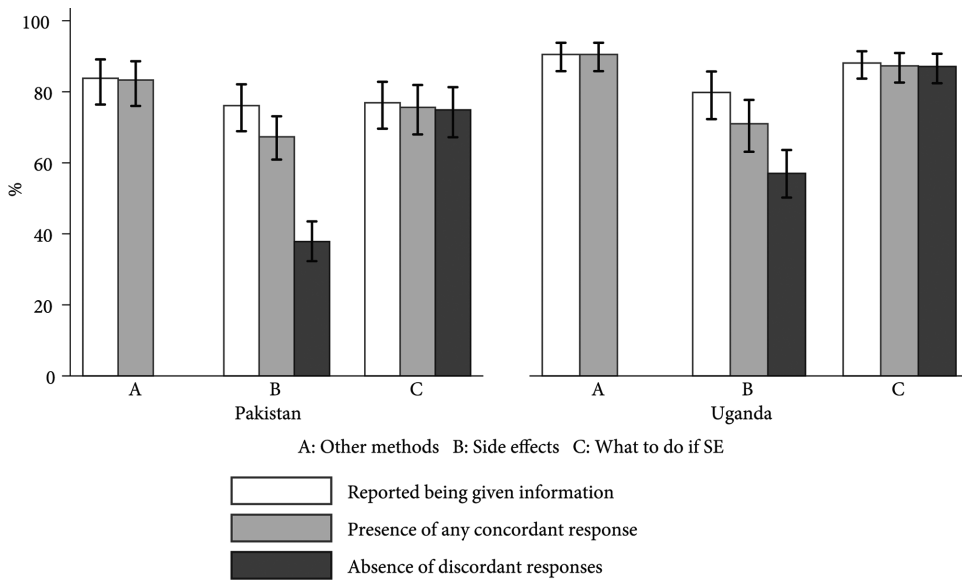 100
80
60
40
20
0
%
A B C A B C
Pakistan Uganda
A: Other methods B: Side effects C: What to do if SE
Reported being given information
Presence of any concordant response
Absence of discordant responses